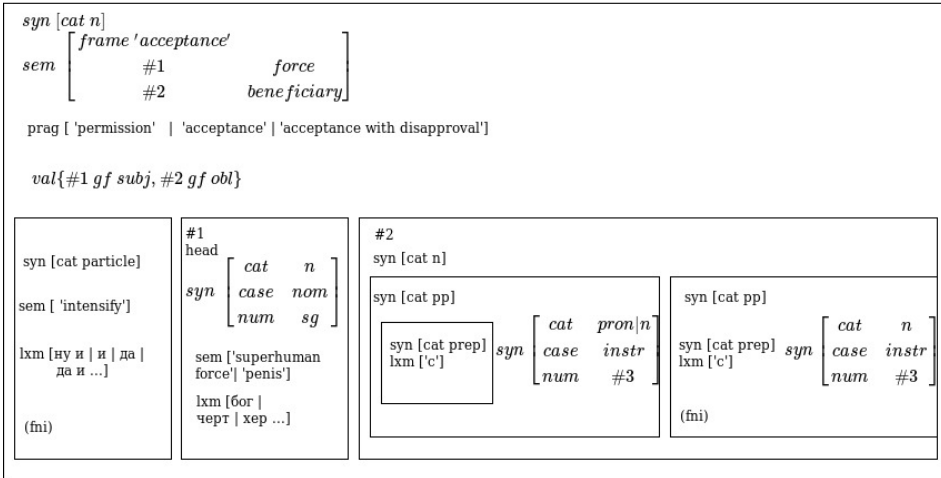 syn [cat n]
sem [frame 'acceptance'
#1 force
#2 beneficiary]
prag [ 'permission' | 'acceptance' | 'acceptance with disapproval']
val{#1 gf subj, #2 gf obl}
syn [cat particle]
sem [ 'intensify']
lxm [ну и | и | да |
да и ...]
(fni)
#1
head
syn [cat n
case nom
num sg]
sem ['superhuman
force'| 'penis']
lxm [бог |
черт | хер ...]
#2
syn [cat n]
syn [cat pp]
syn [cat prep]
lxm ['с']
syn [cat pron|n
case instr
num #3]
syn [cat pp]
syn [cat prep]
lxm ['с']
syn [cat n
case instr
num #3]
(fni)